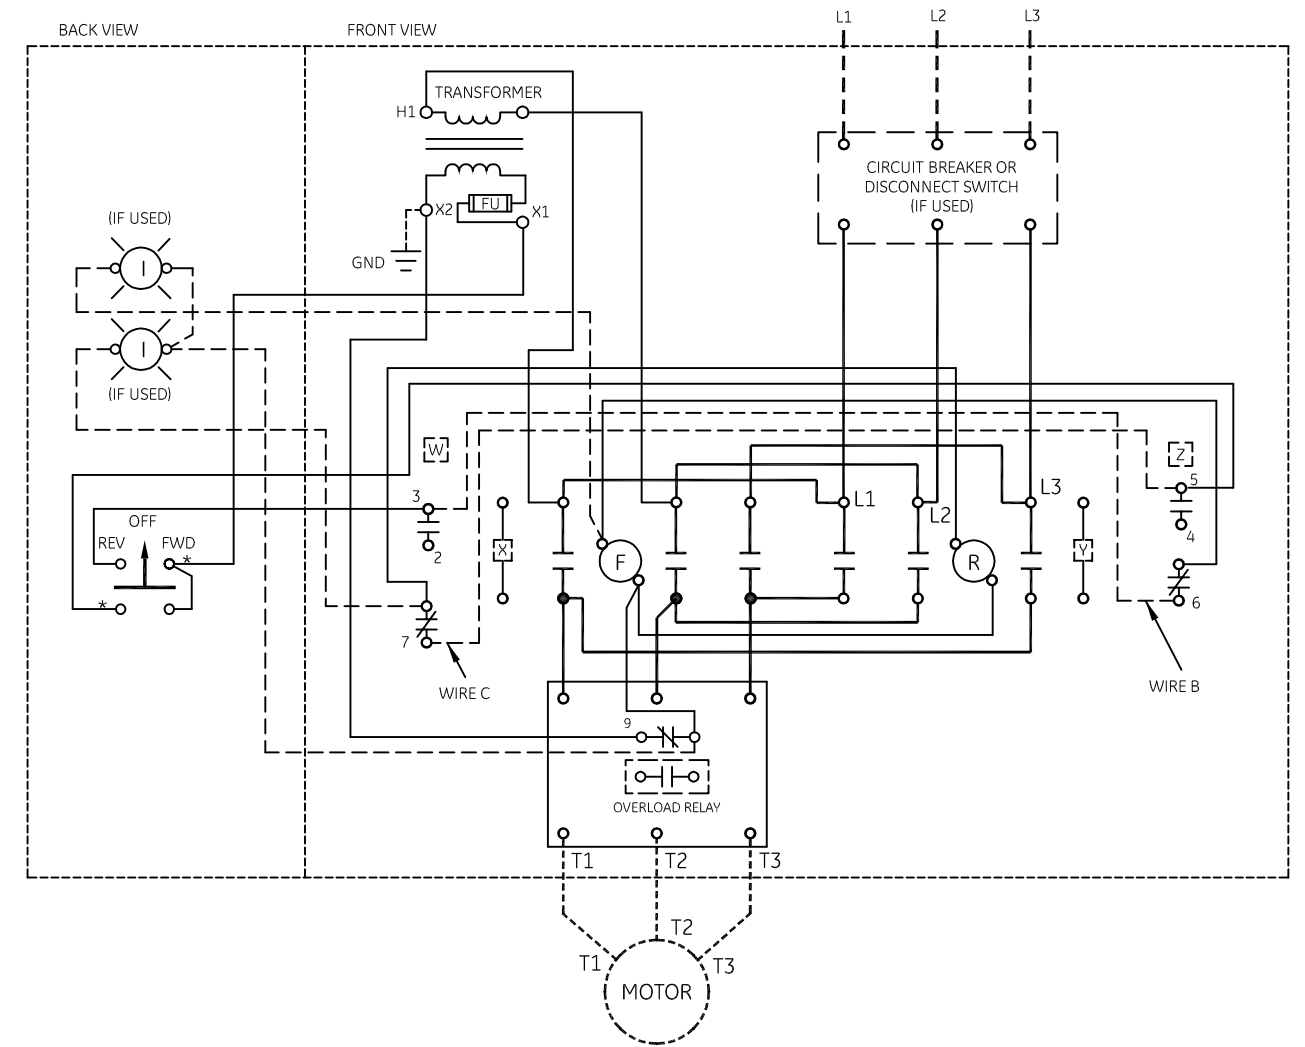 BACK VIEW
FRONT VIEW
L1
L2
L3
TRANSFORMER
H1
FU
X2
X1
GND
CIRCUIT BREAKER OR
DISCONNECT SWITCH
(IF USED)
(IF USED)
I
I
(IF USED)
W
Z
3
2
5
4
L1
L2
L3
OFF
REV
FWD
*
*
X
F
R
Y
7
6
WIRE C
WIRE B
9
OVERLOAD RELAY
T1
T2
T3
T2
T1
T3
MOTOR